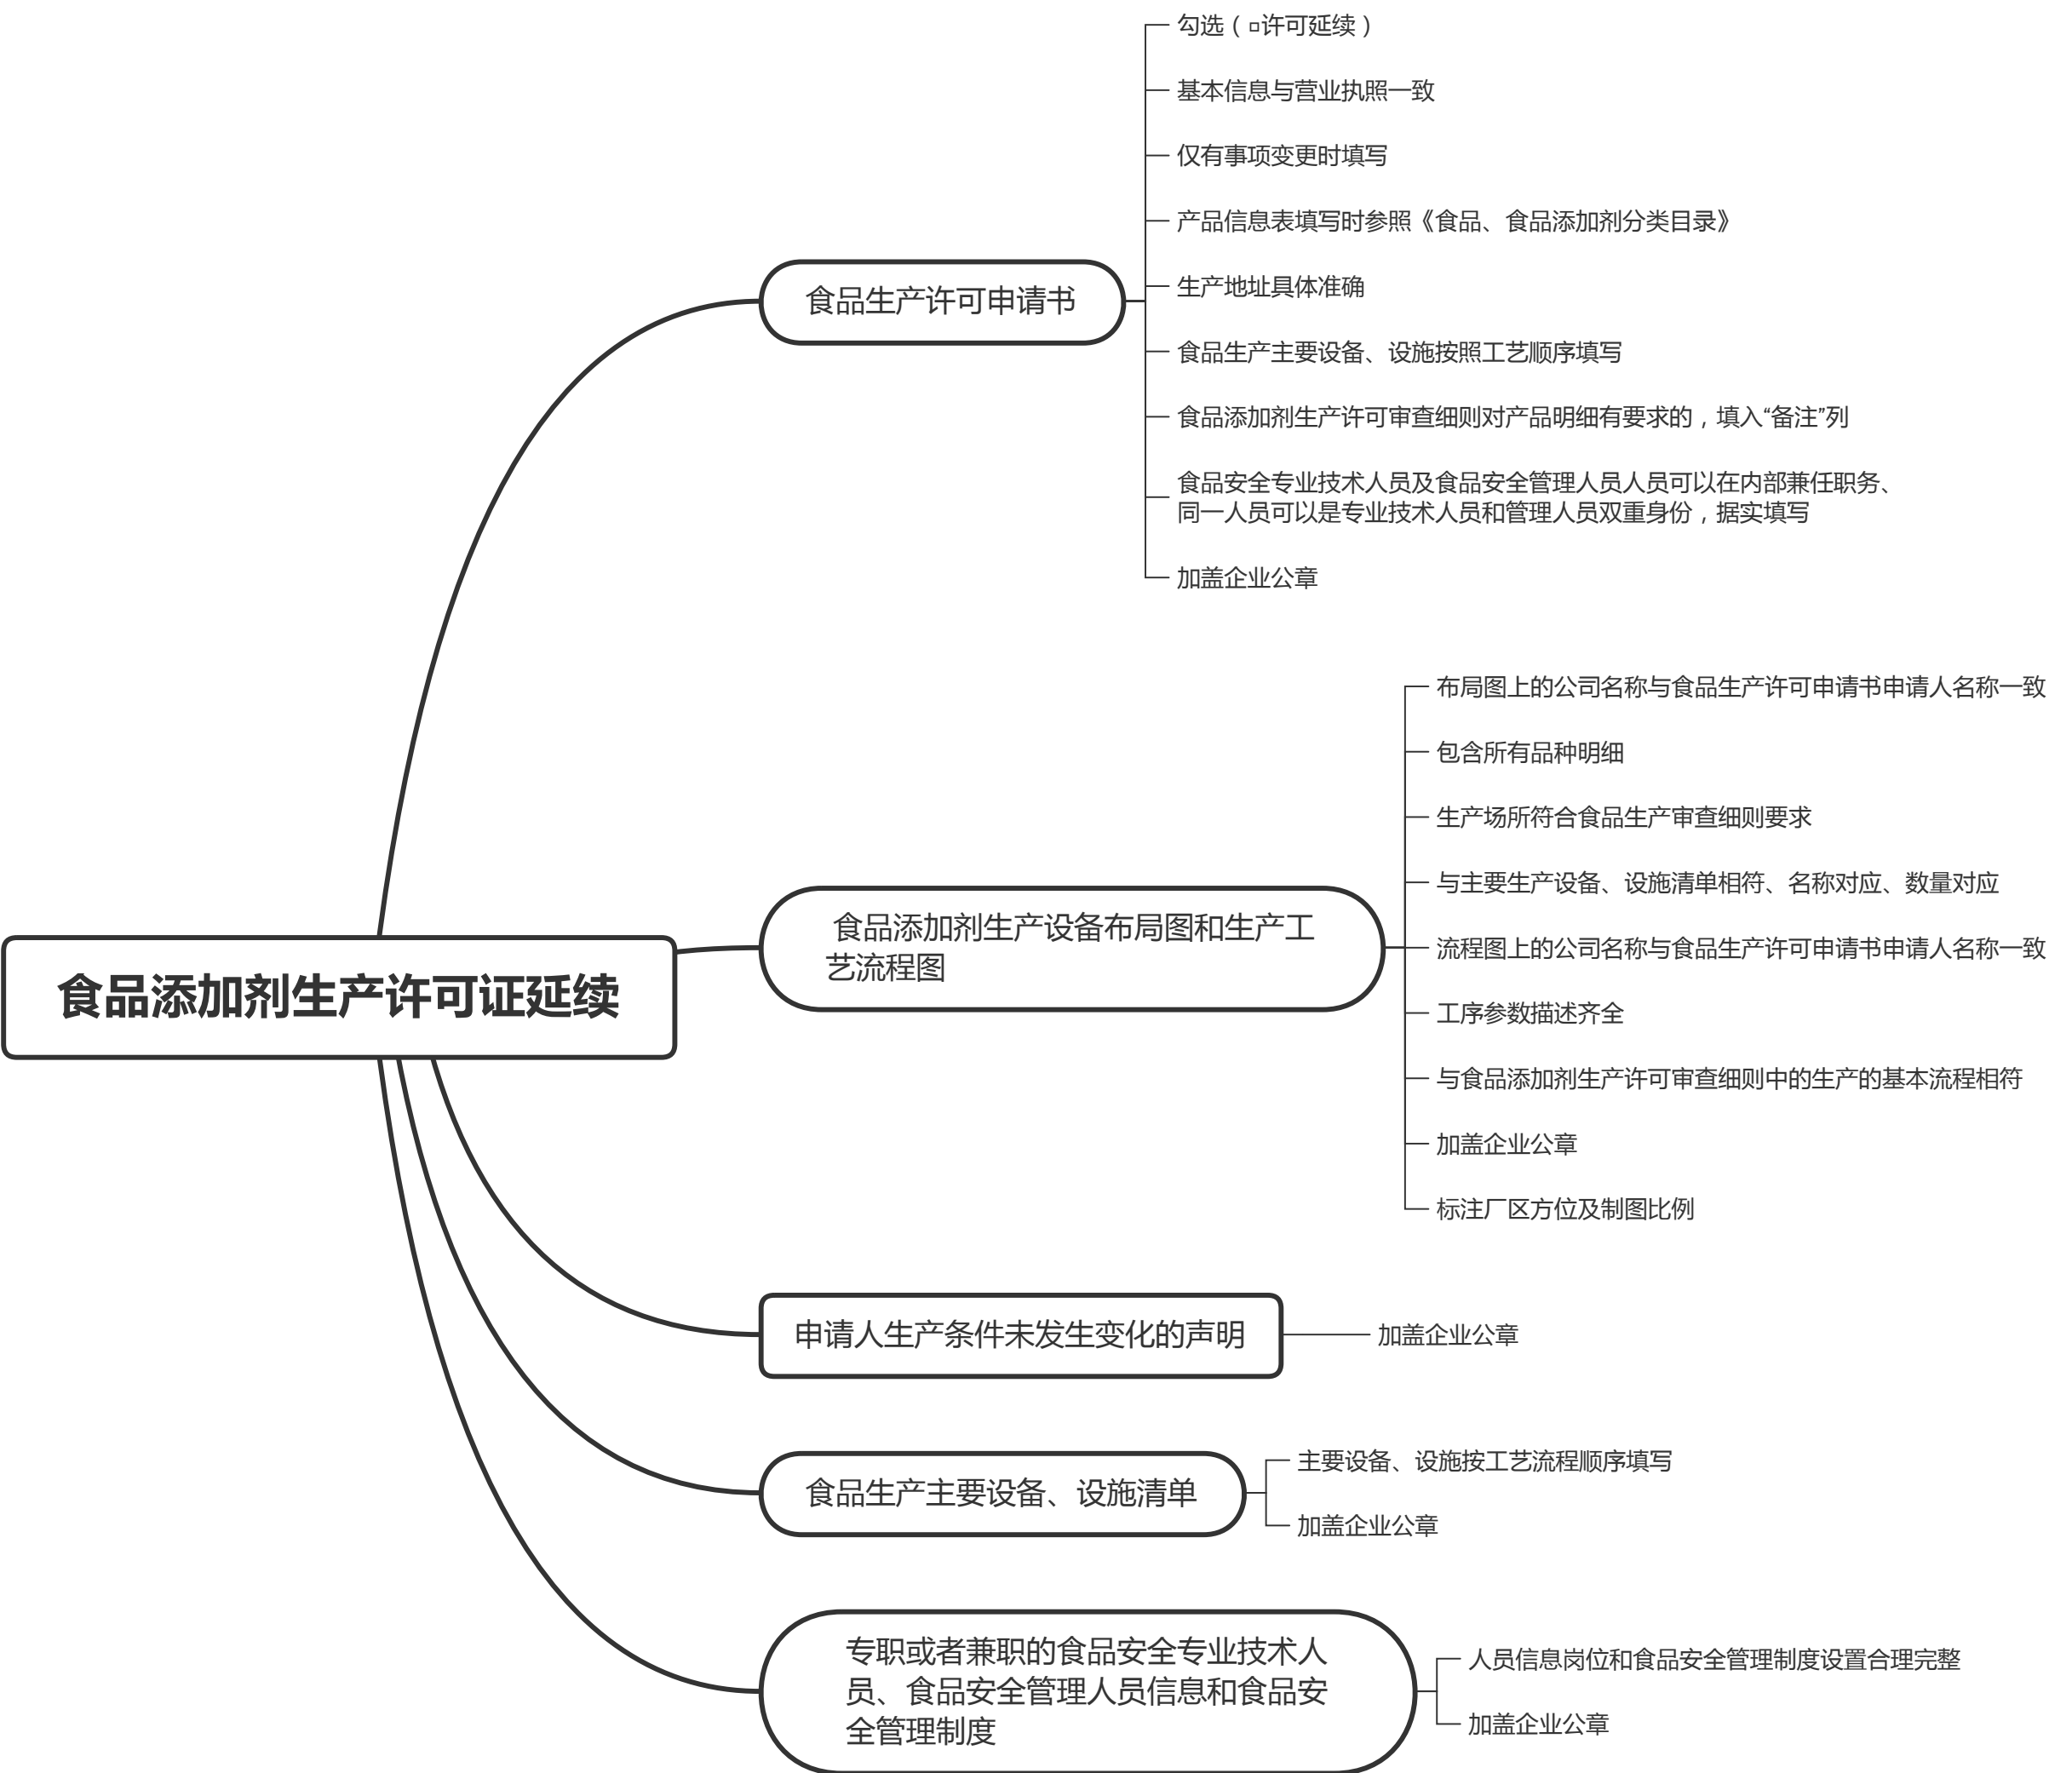 食品添加剂生产许可证延续
食品生产许可申请书
勾选（□许可延续）
基本信息与营业执照一致
仅有事项变更时填写
产品信息表填写时参照《食品、食品添加剂分类目录》
生产地址具体准确
食品生产主要设备、设施按照工艺顺序填写
食品添加剂生产许可审查细则对产品明细有要求的，填入“备注”列
食品安全专业技术人员及食品安全管理人员人员可以在内部兼任职务、
同一人员可以是专业技术人员和管理人员双重身份，据实填写
加盖企业公章
食品添加剂生产设备布局图和生产工
艺流程图
布局图上的公司名称与食品生产许可申请书申请人名称一致
包含所有品种明细
生产场所符合食品生产审查细则要求
与主要生产设备、设施清单相符、名称对应、数量对应
流程图上的公司名称与食品生产许可申请书申请人名称一致
工序参数描述齐全
与食品添加剂生产许可审查细则中的生产的基本流程相符
加盖企业公章
标注厂区方位及制图比例
申请人生产条件未发生变化的声明
加盖企业公章
食品生产主要设备、设施清单
主要设备、设施按工艺流程顺序填写
加盖企业公章
专职或者兼职的食品安全专业技术人
员、食品安全管理人员信息和食品安
全管理制度
人员信息岗位和食品安全管理制度设置合理完整
加盖企业公章